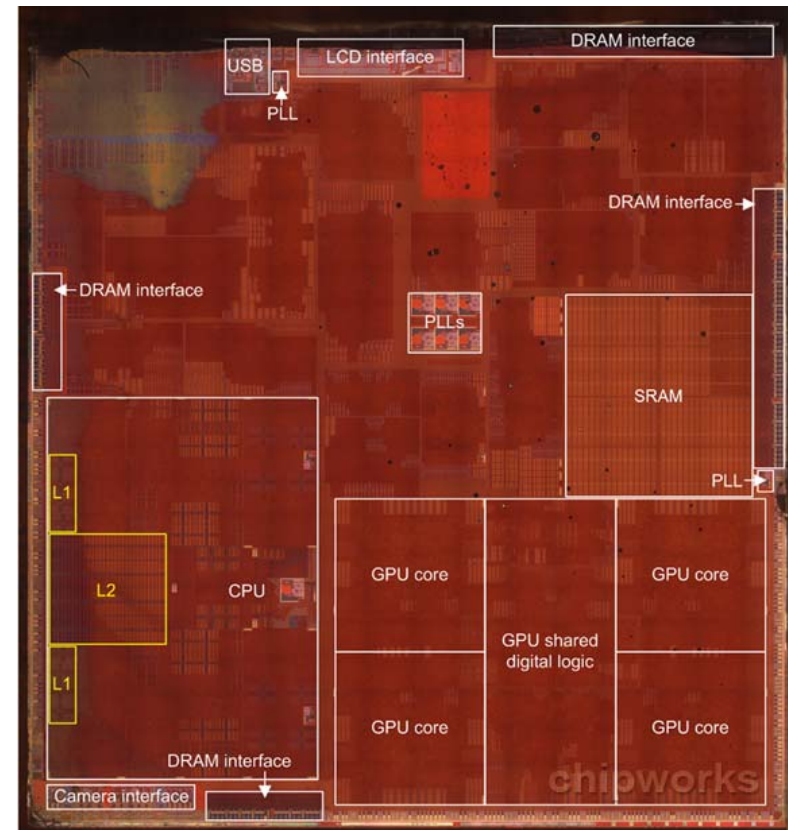 DRAM interface
LCD interface
USB
PLL
DRAM interface
DRAM interface
PLLs
SRAM
PLL
L1
L2
CPU
GPU core
GPU core
GPU shared
digital logic
L1
GPU core
GPU core
DRAM interface
Camera interface
chipworks